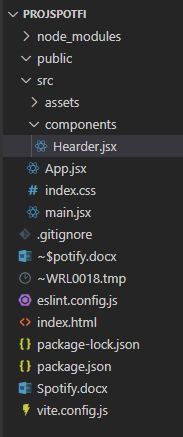 PROJSPOTFI
node_modules
public
src
assets
components
Hearder.jsx
App.jsx
index.css
main.jsx
.gitignore
~$potify.docx
~WRL0018.tmp
eslint.config.js
index.html
package-lock.json
package.json
Spotify.docx
vite.config.js